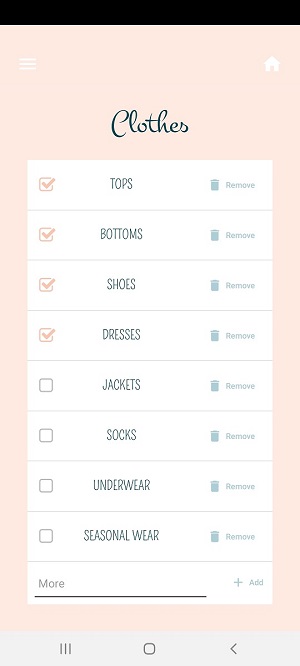 Clothes
TOPS Remove
BOTTOMS Remove
SHOES Remove
DRESSES Remove
JACKETS Remove
SOCKS Remove
UNDERWEAR Remove
SEASONAL WEAR Remove
More Add